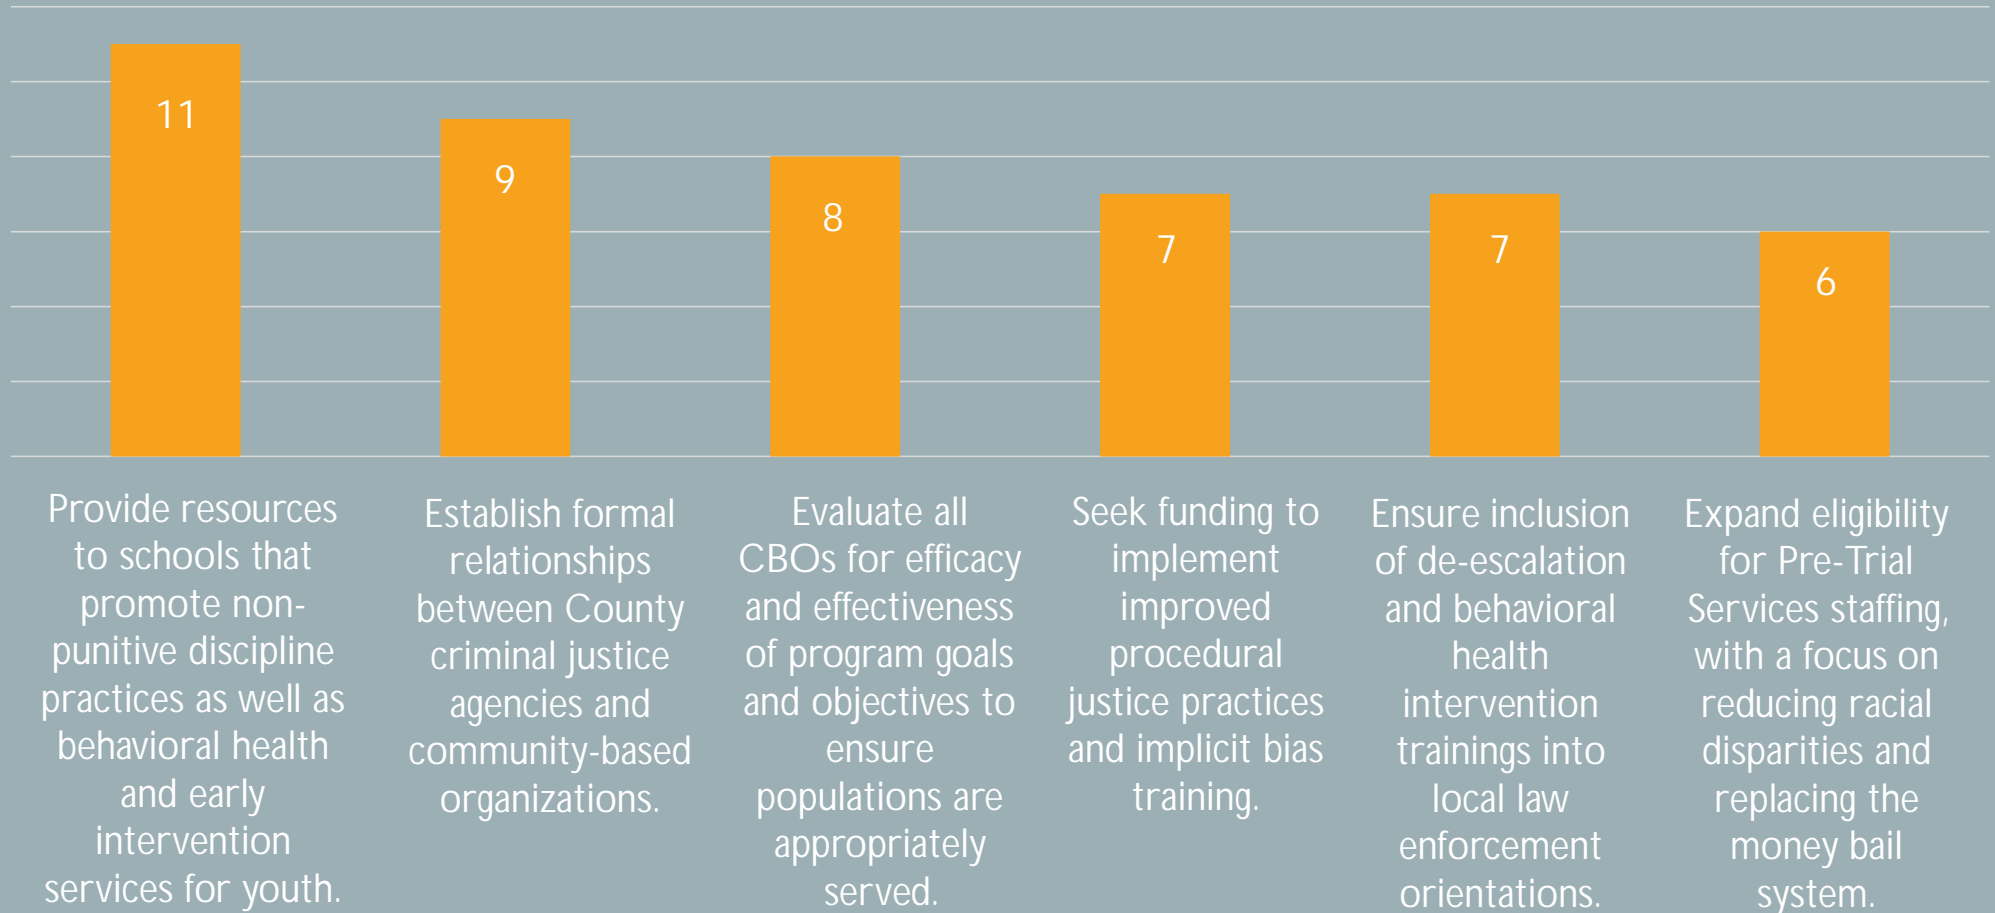 11
9
8
7
7
6
Provide resources
to schools that
promote non-
punitive discipline
practices as well as
behavioral health
and early
intervention
services for youth.
Establish formal
relationships
between County
criminal justice
agencies and
community-based
organizations.
Evaluate all
CBOs for efficacy
and effectiveness
of program goals
and objectives to
ensure
populations are
appropriately
served.
Seek funding to
implement
improved
procedural
justice practices
and implicit bias
training.
Ensure inclusion
of de-escalation
and behavioral
health
intervention
trainings into
local law
enforcement
orientations.
Expand eligibility
for Pre-Trial
Services staffing,
with a focus on
reducing racial
disparities and
replacing the
money bail
system.